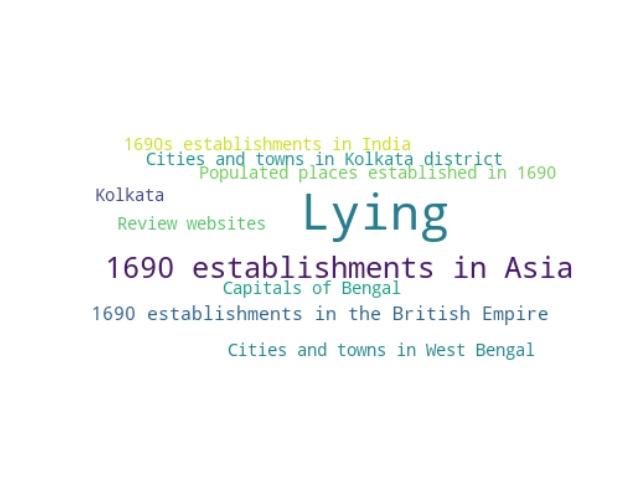 1690s establishments in India
Cities and towns in Kolkata district
Populated places established in 1690
Kolkata
Lying
Review websites
1690 establishments in Asia
Capitals of Bengal
1690 establishments in the British Empire
Cities and towns in West Bengal